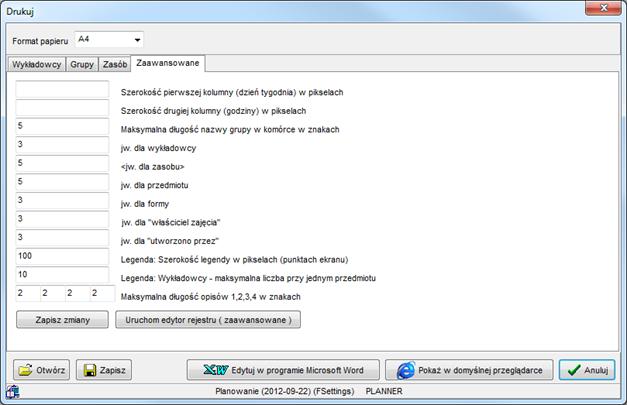 Drukuj
Format papieru A4
Wykładowcy Grupy Zasób Zaawansowane
Szerokość pierwszej kolumny (dzień tygodnia) w pikselach
Szerokość drugiej kolumny (godziny) w pikselach
5 Maksymalna długość nazwy grupy w komórce w znakach
3 jw. dla wykładowcy
5 <jw. dla zasobu>
5 jw. dla przedmiotu
3 jw. dla formy
3 jw. dla "właściciel zajęcia"
3 jw. dla "utworzono przez"
100 Legenda: Szerokość legendy w pikselach (punktach ekranu)
10 Legenda: Wykładowcy - maksymalna liczba przy jednym przedmiotu
2 2 2 2 Maksymalna długość opisów 1,2,3,4 w znakach
Zapisz zmiany Uruchom edytor rejestru ( zaawansowane )
Otwórz Zapisz Edytuj w programie Microsoft Word Pokaż w domyślnej przeglądarce Anuluj
Planowanie (2012-09-22) (FSettings) PLANNER